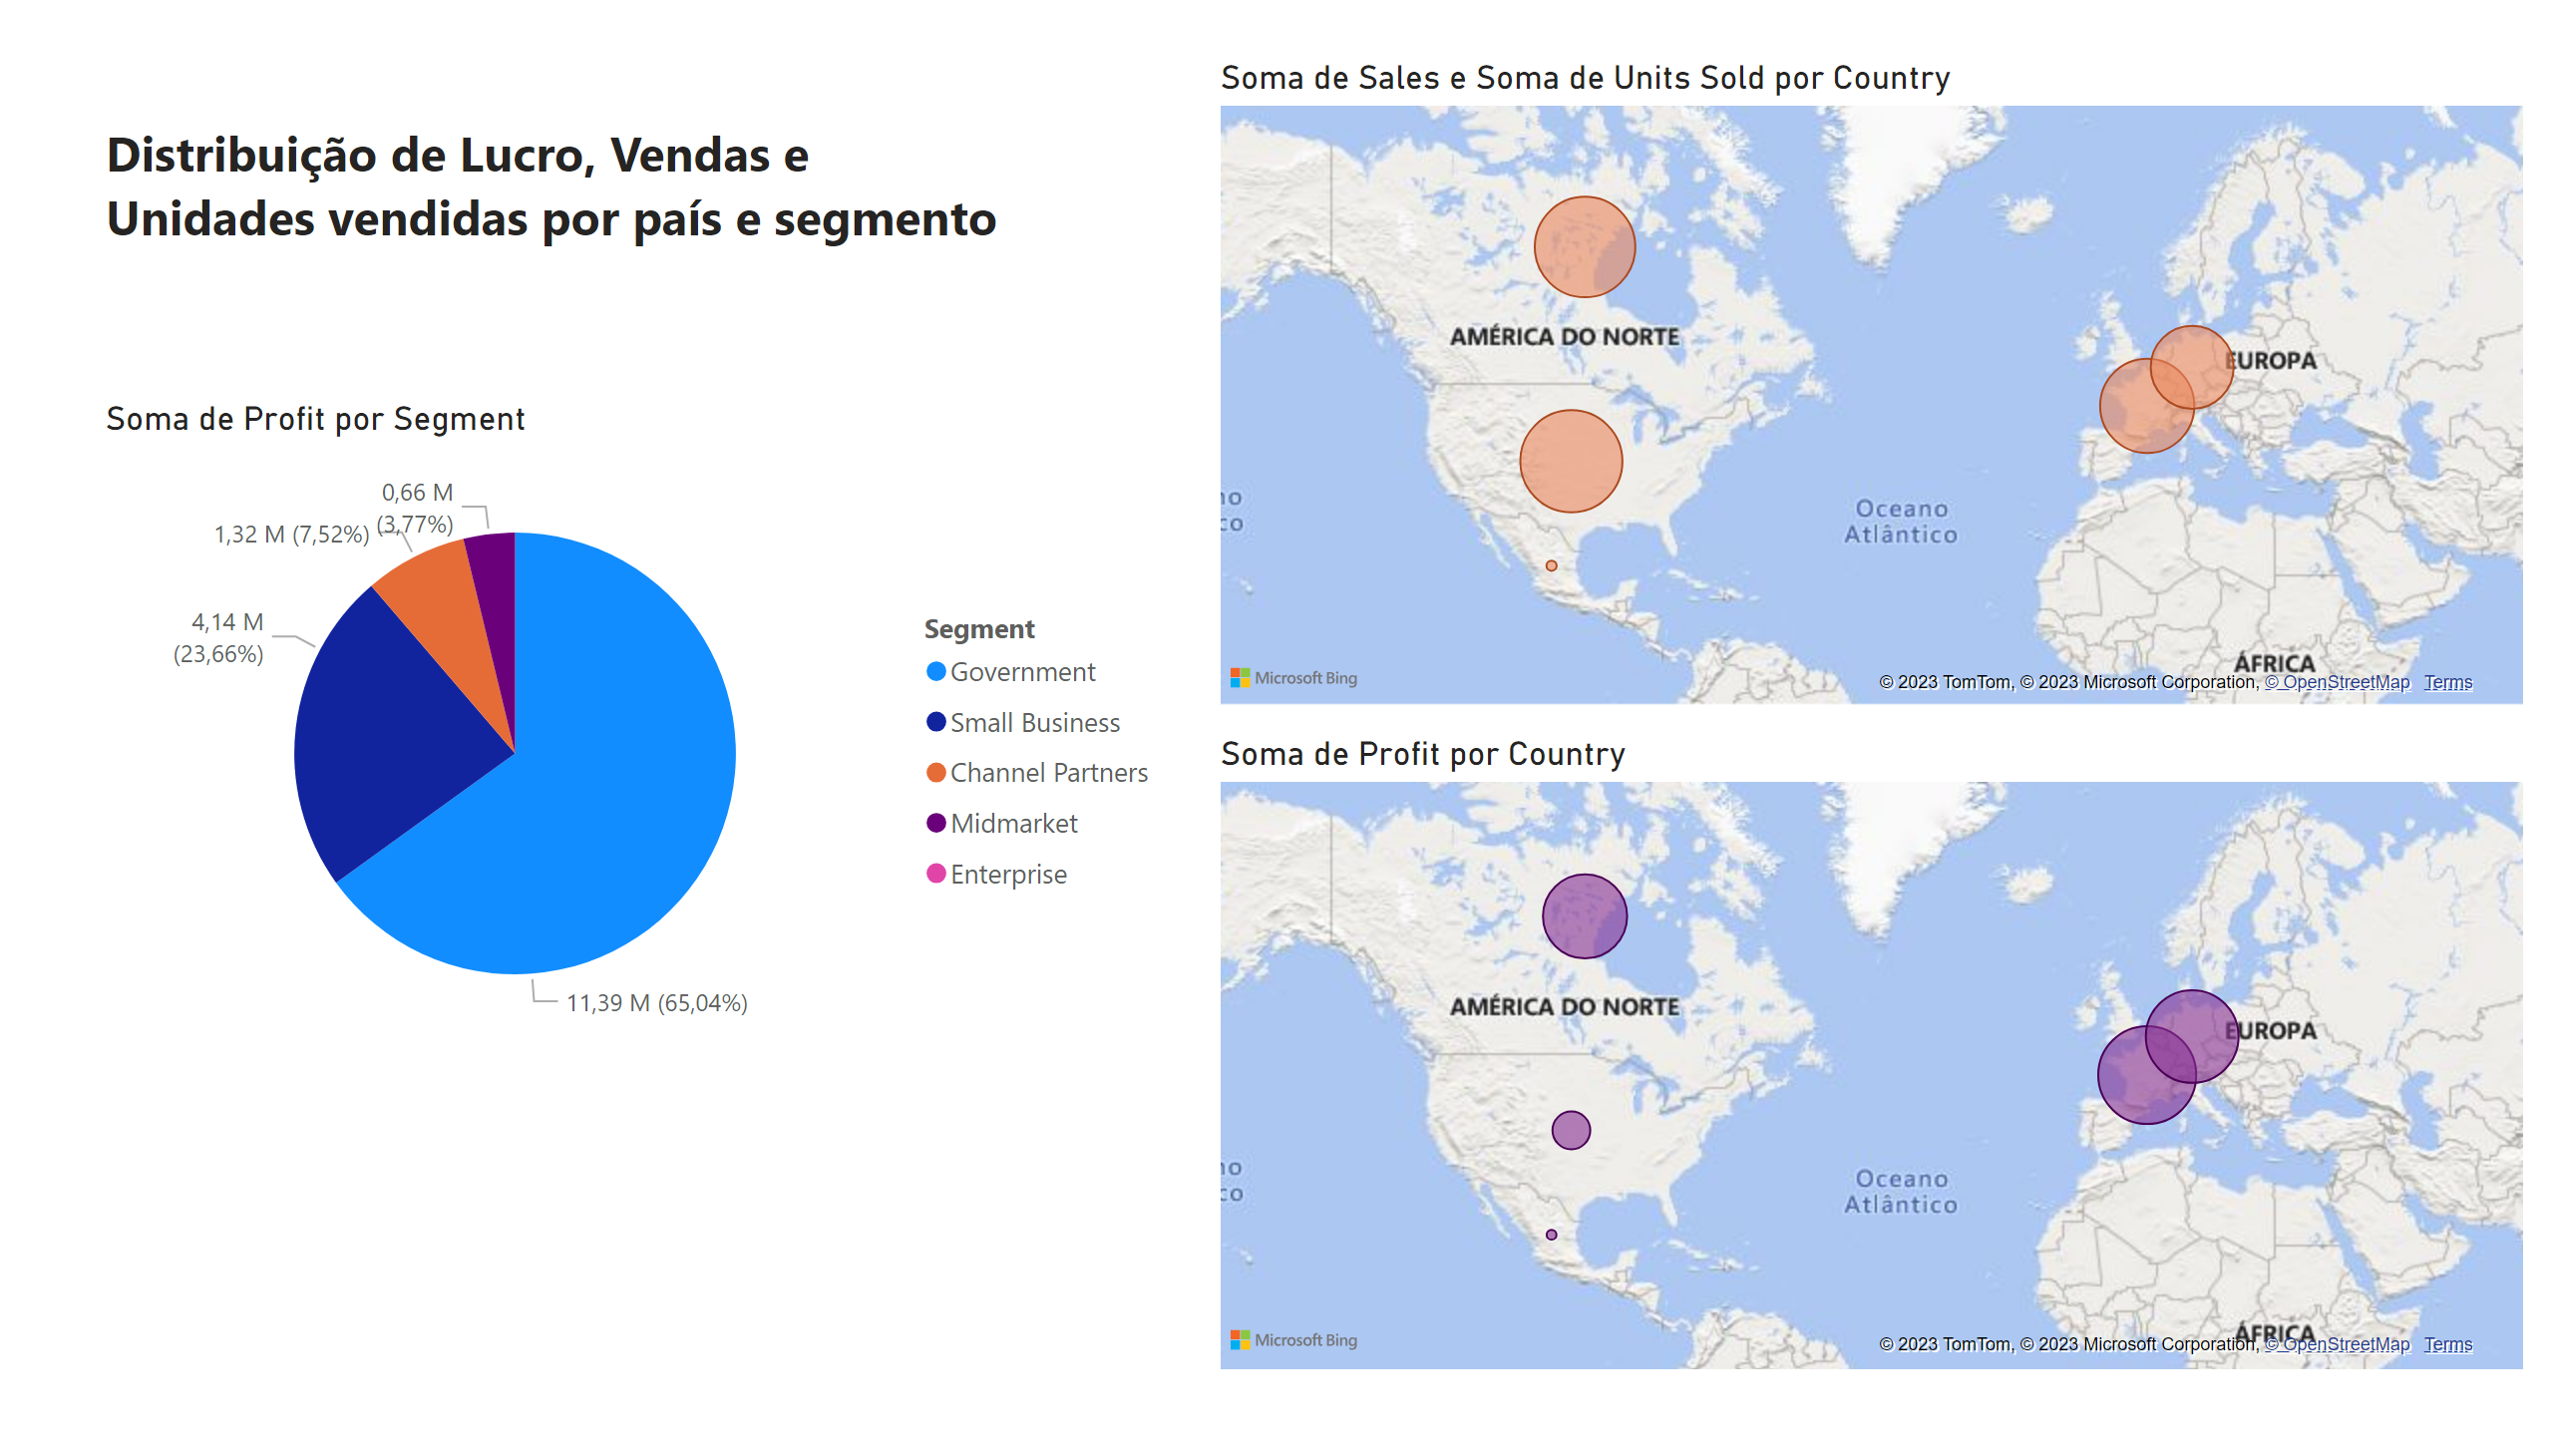 Distribuição de Lucro, Vendas e
Unidades vendidas por país e segmento
Soma de Profit por Segment
0,66 M
(3,77%)
1,32 M (7,52%)
4,14 M
(23,66%)
11,39 M (65,04%)
Segment
Government
Small Business
Channel Partners
Midmarket
Enterprise
Soma de Sales e Soma de Units Sold por Country
AMÉRICA DO NORTE
EUROPA
no
co
Oceano
Atlântico
ÁFRICA
Microsoft Bing
© 2023 TomTom, © 2023 Microsoft Corporation, © OpenStreetMap Terms
Soma de Profit por Country
AMÉRICA DO NORTE
EUROPA
no
co
Oceano
Atlântico
ÁFRICA
Microsoft Bing
© 2023 TomTom, © 2023 Microsoft Corporation, © OpenStreetMap Terms